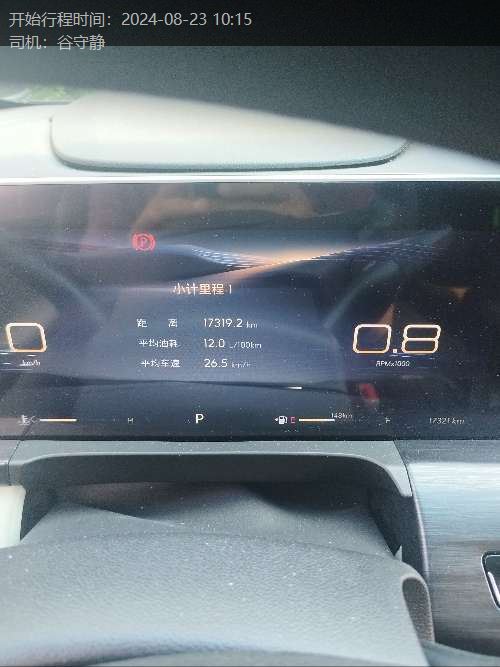 开始行程时间：2024-08-23 10:15
司机：谷守静
P
小计里程 1
距 离 17319.2 km
平均油耗 12.0 L/100km
平均车速 26.5 km/h
0 km/h
0.8
RPMx1000
H
P
148km
H
17321 km